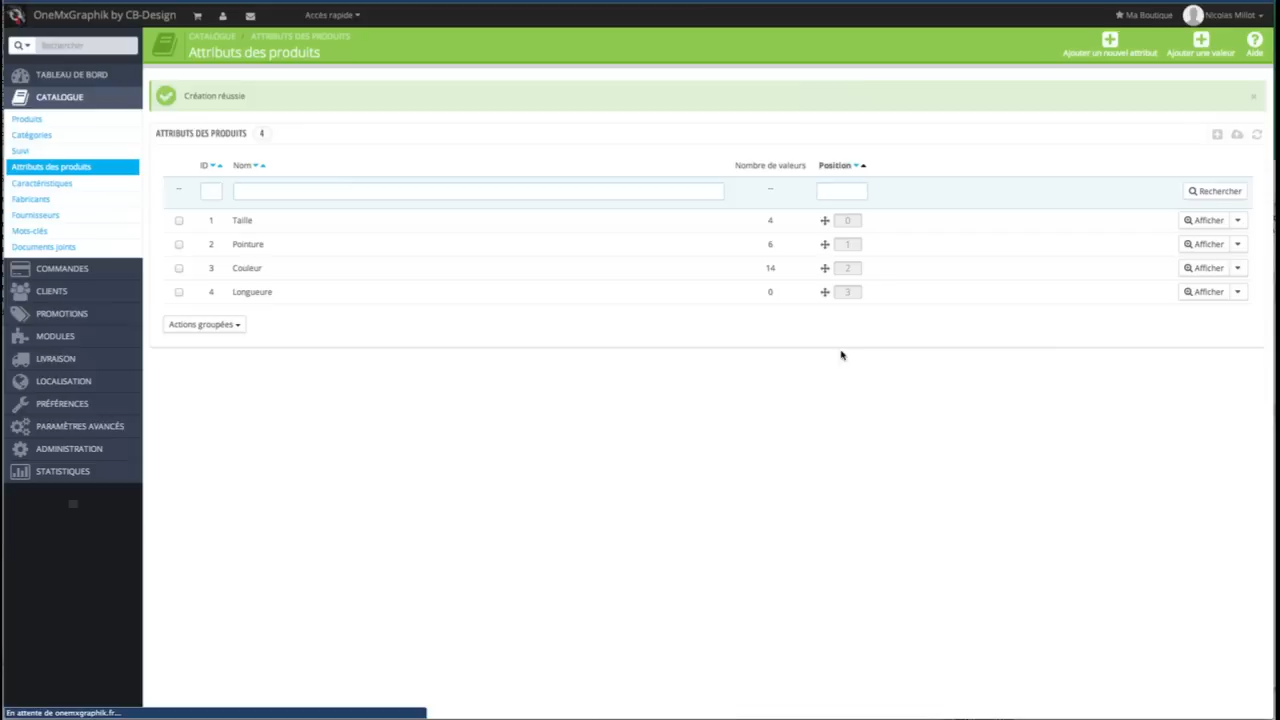 OneMxGraphik by CB-Design Accès rapide Ma Boutique Nicolas Millot
Rechercher CATALOGUE / ATTRIBUTS DES PRODUITS
Attributs des produits Ajouter un nouvel attribut Ajouter une valeur Aide
TABLEAU DE BORD
CATALOGUE
Produits
Catégories
Suivi
Attributs des produits
Caractéristiques
Fabricants
Fournisseurs
Mots-clés
Documents joints
COMMANDES
CLIENTS
PROMOTIONS
MODULES
LIVRAISON
LOCALISATION
PRÉFÉRENCES
PARAMÈTRES AVANCÉS
ADMINISTRATION
STATISTIQUES
Création réussie ×
ATTRIBUTS DES PRODUITS 4
ID Nom Nombre de valeurs Position
-- -- Rechercher
1 Taille 4 0 Afficher
2 Pointure 6 1 Afficher
3 Couleur 14 2 Afficher
4 Longueure 0 3 Afficher
Actions groupées
En attente de onemxgraphik.fr...